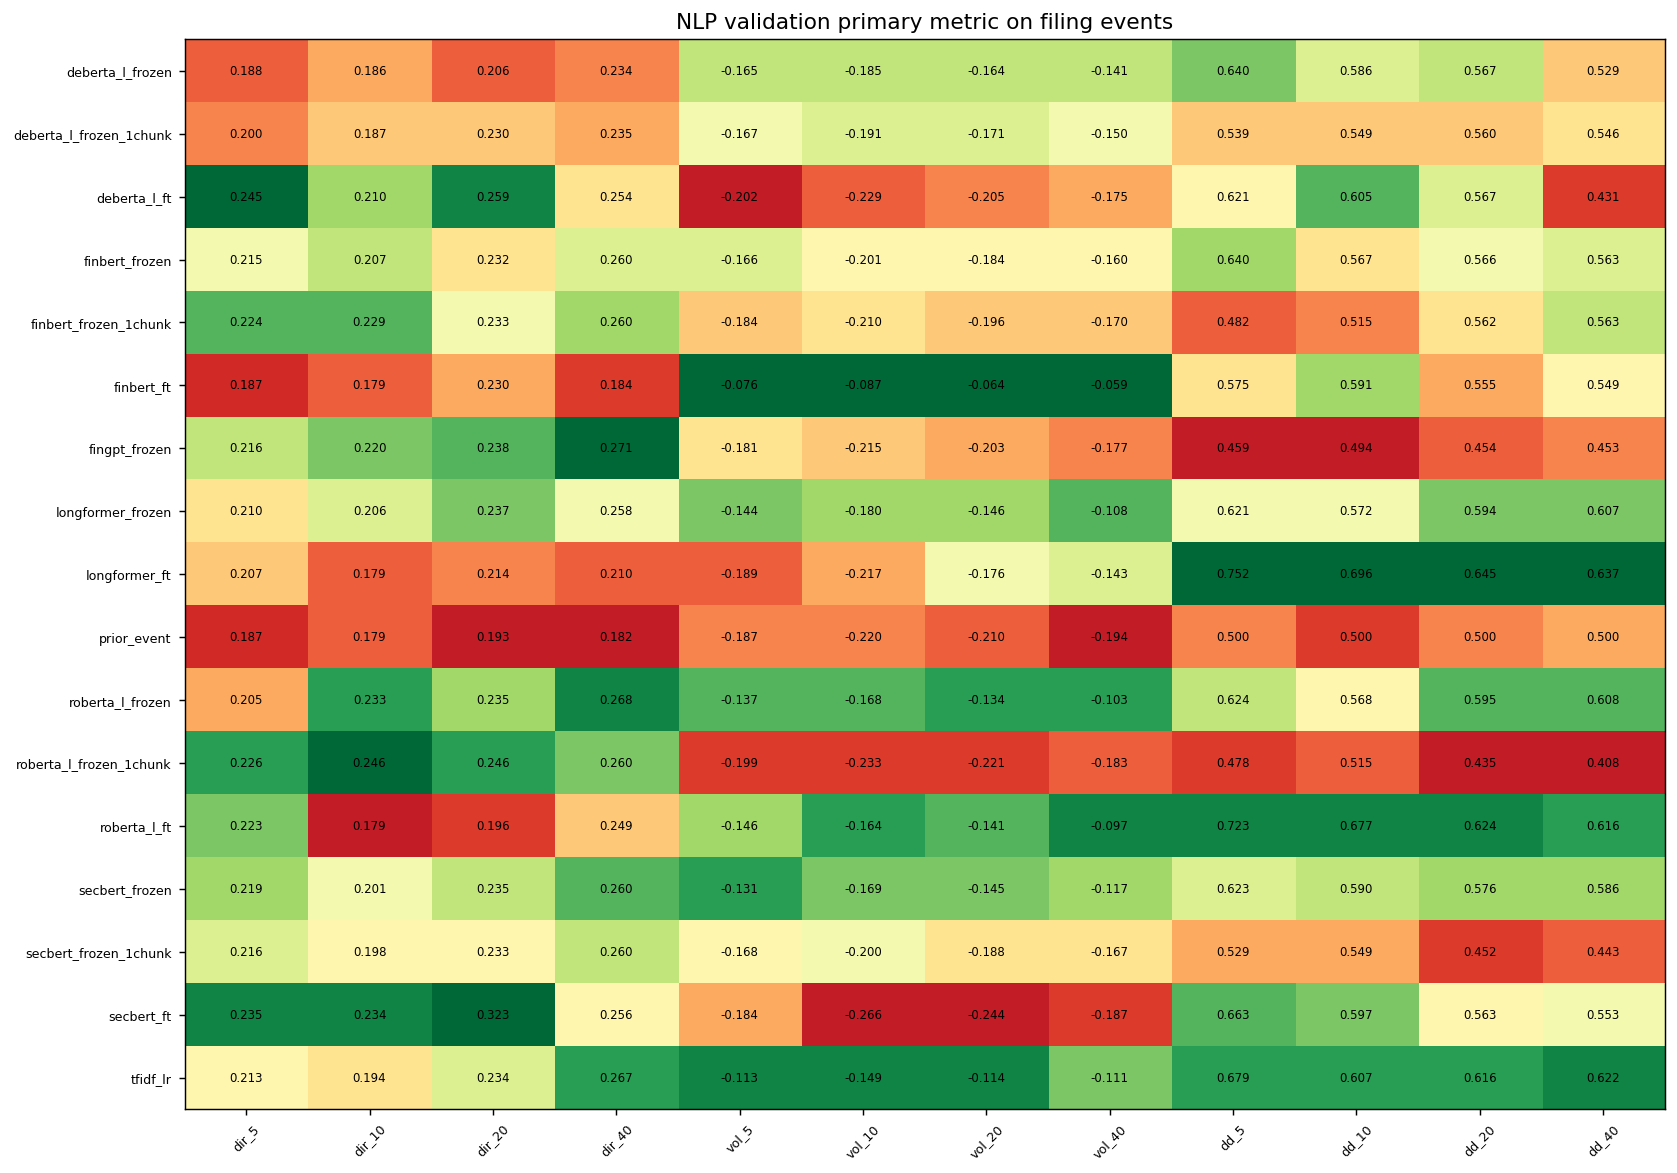 NLP validation primary metric on filing events
deberta_l_frozen 0.188 0.186 0.206 0.234 -0.165 -0.185 -0.164 -0.141 0.640 0.586 0.567 0.529
deberta_l_frozen_1chunk 0.200 0.187 0.230 0.235 -0.167 -0.191 -0.171 -0.150 0.539 0.549 0.560 0.546
deberta_l_ft 0.245 0.210 0.259 0.254 -0.202 -0.229 -0.205 -0.175 0.621 0.605 0.567 0.431
finbert_frozen 0.215 0.207 0.232 0.260 -0.166 -0.201 -0.184 -0.160 0.640 0.567 0.566 0.563
finbert_frozen_1chunk 0.224 0.229 0.233 0.260 -0.184 -0.210 -0.196 -0.170 0.482 0.515 0.562 0.563
finbert_ft 0.187 0.179 0.230 0.184 -0.076 -0.087 -0.064 -0.059 0.575 0.591 0.555 0.549
fingpt_frozen 0.216 0.220 0.238 0.271 -0.181 -0.215 -0.203 -0.177 0.459 0.494 0.454 0.453
longformer_frozen 0.210 0.206 0.237 0.258 -0.144 -0.180 -0.146 -0.108 0.621 0.572 0.594 0.607
longformer_ft 0.207 0.179 0.214 0.210 -0.189 -0.217 -0.176 -0.143 0.752 0.696 0.645 0.637
prior_event 0.187 0.179 0.193 0.182 -0.187 -0.220 -0.210 -0.194 0.500 0.500 0.500 0.500
roberta_l_frozen 0.205 0.233 0.235 0.268 -0.137 -0.168 -0.134 -0.103 0.624 0.568 0.595 0.608
roberta_l_frozen_1chunk 0.226 0.246 0.246 0.260 -0.199 -0.233 -0.221 -0.183 0.478 0.515 0.435 0.408
roberta_l_ft 0.223 0.179 0.196 0.249 -0.146 -0.164 -0.141 -0.097 0.723 0.677 0.624 0.616
secbert_frozen 0.219 0.201 0.235 0.260 -0.131 -0.169 -0.145 -0.117 0.623 0.590 0.576 0.586
secbert_frozen_1chunk 0.216 0.198 0.233 0.260 -0.168 -0.200 -0.188 -0.167 0.529 0.549 0.452 0.443
secbert_ft 0.235 0.234 0.323 0.256 -0.184 -0.266 -0.244 -0.187 0.663 0.597 0.563 0.553
tfidf_lr 0.213 0.194 0.234 0.267 -0.113 -0.149 -0.114 -0.111 0.679 0.607 0.616 0.622
dir_5 dir_10 dir_20 dir_40 vol_5 vol_10 vol_20 vol_40 dd_5 dd_10 dd_20 dd_40